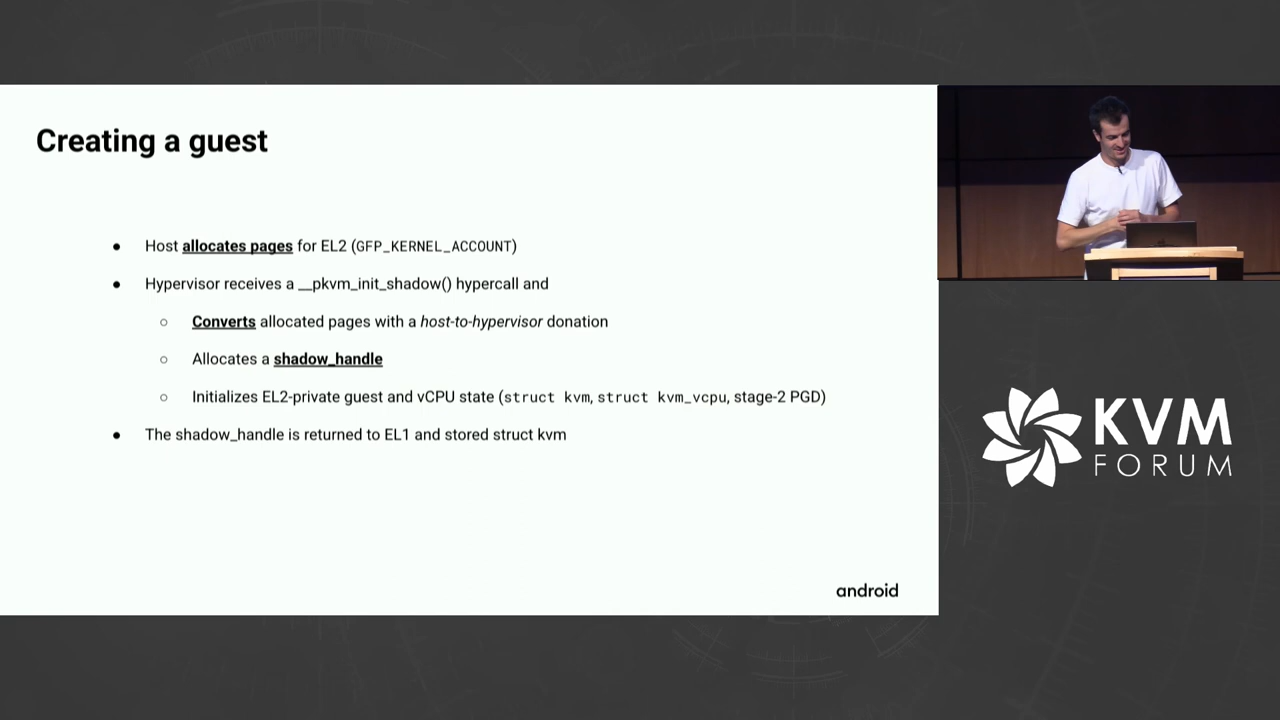 Creating a guest
● Host allocates pages for EL2 (GFP_KERNEL_ACCOUNT)
● Hypervisor receives a __pkvm_init_shadow() hypercall and
○ Converts allocated pages with a host-to-hypervisor donation
○ Allocates a shadow_handle
○ Initializes EL2-private guest and vCPU state (struct kvm, struct kvm_vcpu, stage-2 PGD)
● The shadow_handle is returned to EL1 and stored struct kvm
android
KVM
FORUM